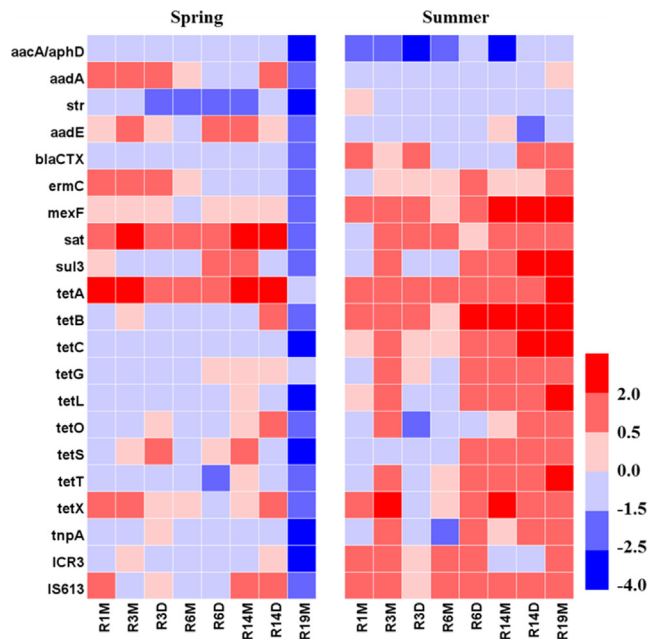 Spring Summer
aacA/aphD
aadA
str
aadE
blaCTX
ermC
mexF
sat
sul3
tetA
tetB
tetC
tetG
tetL
tetO
tetS
tetT
tetX
tnpA
ICR3
IS613
2.0
0.5
0.0
-1.5
-2.5
-4.0
R1M R3M R3D R6M R6D R14M R14D R19M R1M R3M R3D R6M R6D R14M R14D R19M